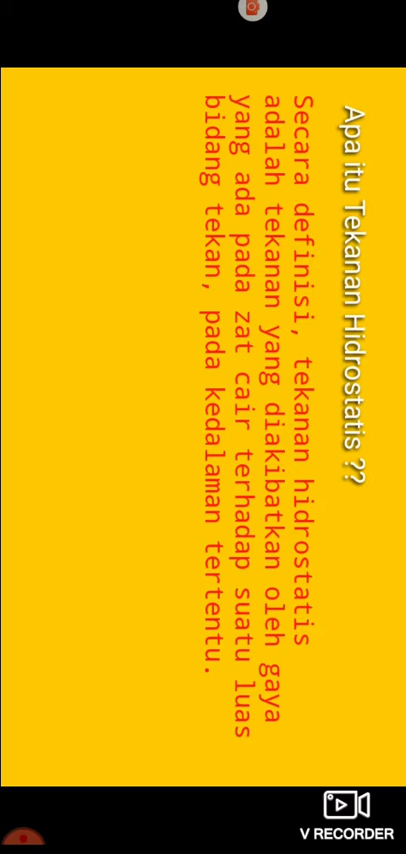 Apa itu Tekanan Hidrostatis ??
Secara definisi, tekanan hidrostatis
adalah tekanan yang diakibatkan oleh gaya
yang ada pada zat cair terhadap suatu luas
bidang tekan, pada kedalaman tertentu.
V RECORDER